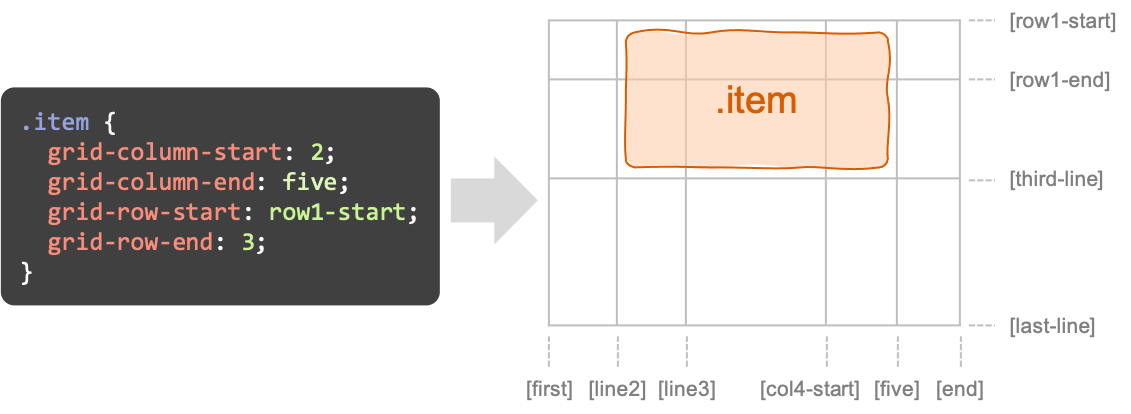 .item {
  grid-column-start: 2;
  grid-column-end: five;
  grid-row-start: row1-start;
  grid-row-end: 3;
}
.item
[row1-start]
[row1-end]
[third-line]
[last-line]
[first] [line2] [line3] [col4-start] [five] [end]